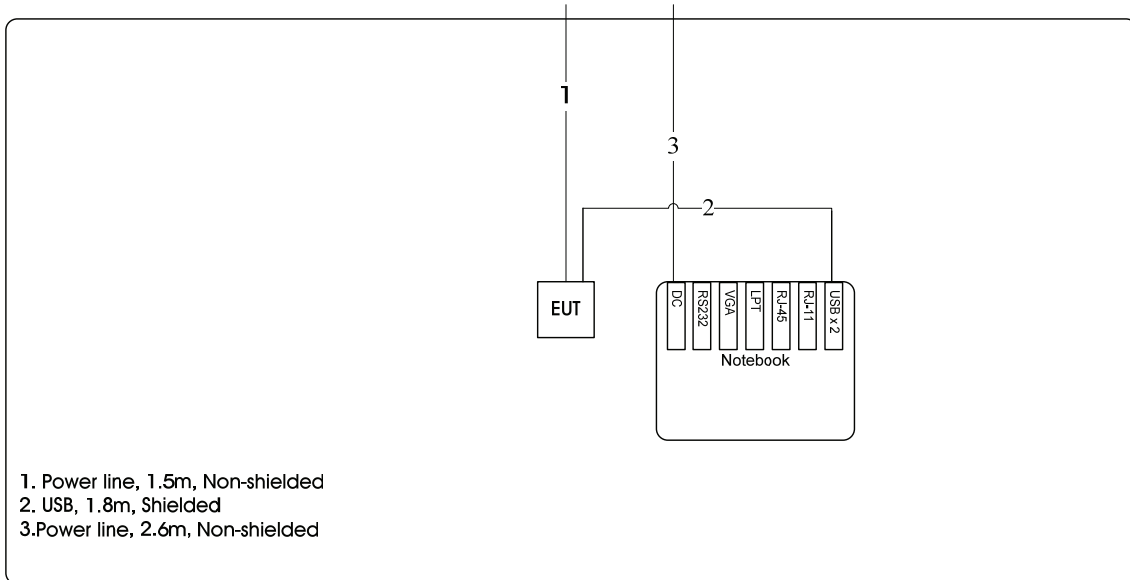 1
3
2
EUT
DC
RS232
VGA
LPT
RJ-45
RJ-11
USB x 2
Notebook
1. Power line, 1.5m, Non-shielded
2. USB, 1.8m, Shielded
3.Power line, 2.6m, Non-shielded